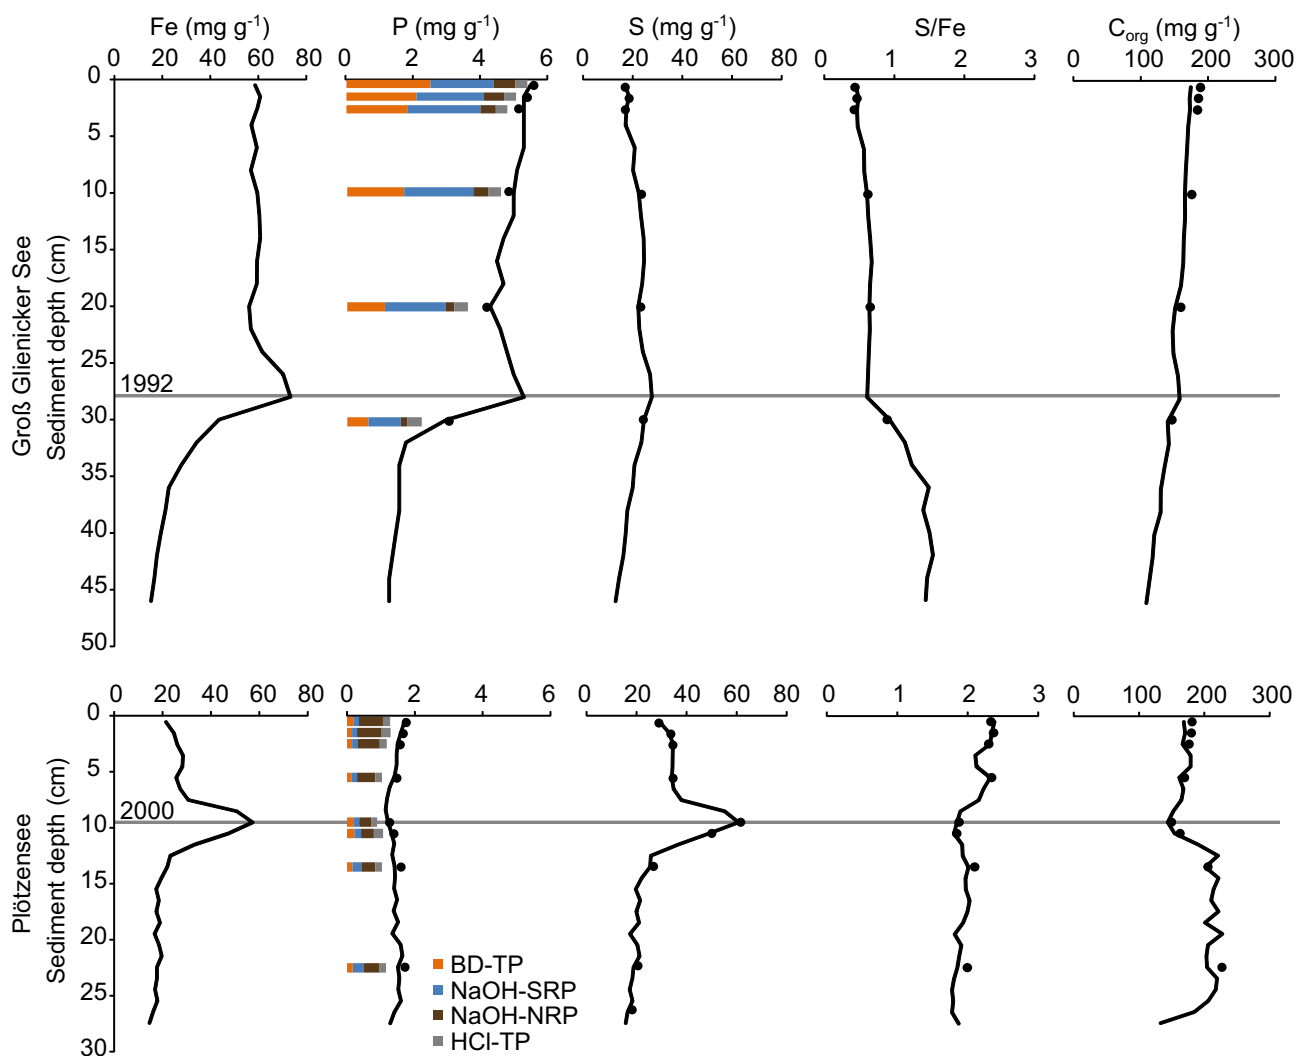 Fe (mg g-1) P (mg g-1) S (mg g-1) S/Fe Corg (mg g-1)
0 20 40 60 80 0 2 4 6 0 20 40 60 80 0 1 2 3 0 100 200 300
0
5
10
15
20
25
1992
30
35
40
45
50
Groß Glienicker See
Sediment depth (cm)
0 20 40 60 80 0 2 4 6 0 20 40 60 80 0 1 2 3 0 100 200 300
0
5
2000
10
15
20
25
30
Plötzensee
Sediment depth (cm)
BD-TP
NaOH-SRP
NaOH-NRP
HCl-TP